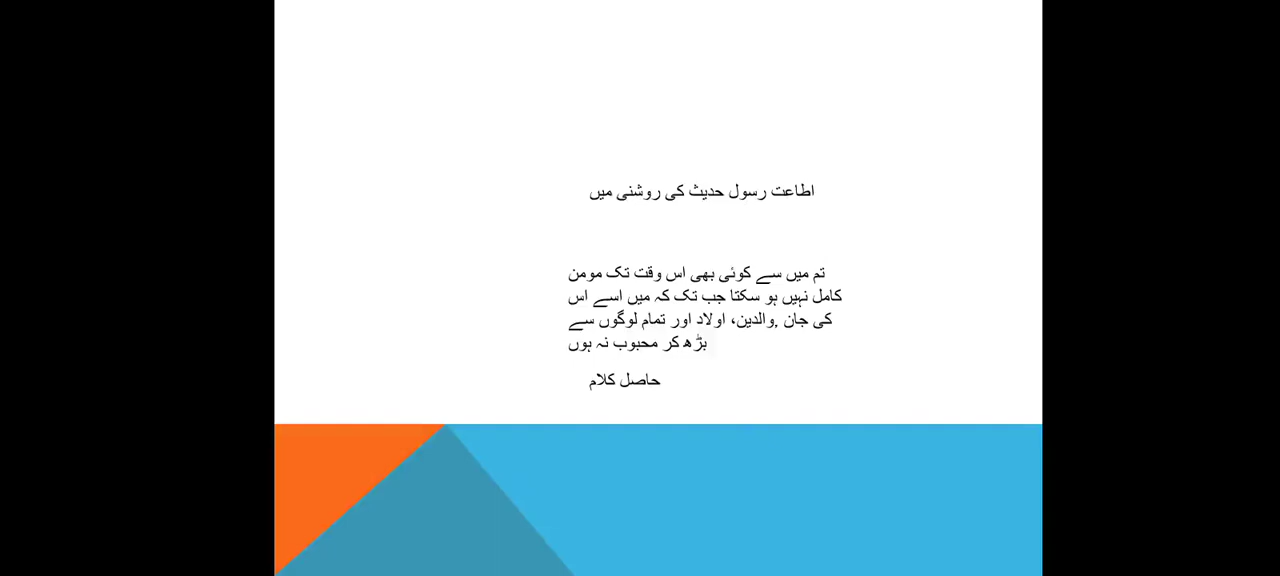 اطاعت رسول حدیث کی روشنی میں
تم میں سے کوئی بھی اس وقت تک مومن
کامل نہیں ہو سکتا جب تک کہ میں اسے اس
کی جان ,والدین، اولاد اور تمام لوگوں سے
بڑھ کر محبوب نہ ہوں
حاصل کلام